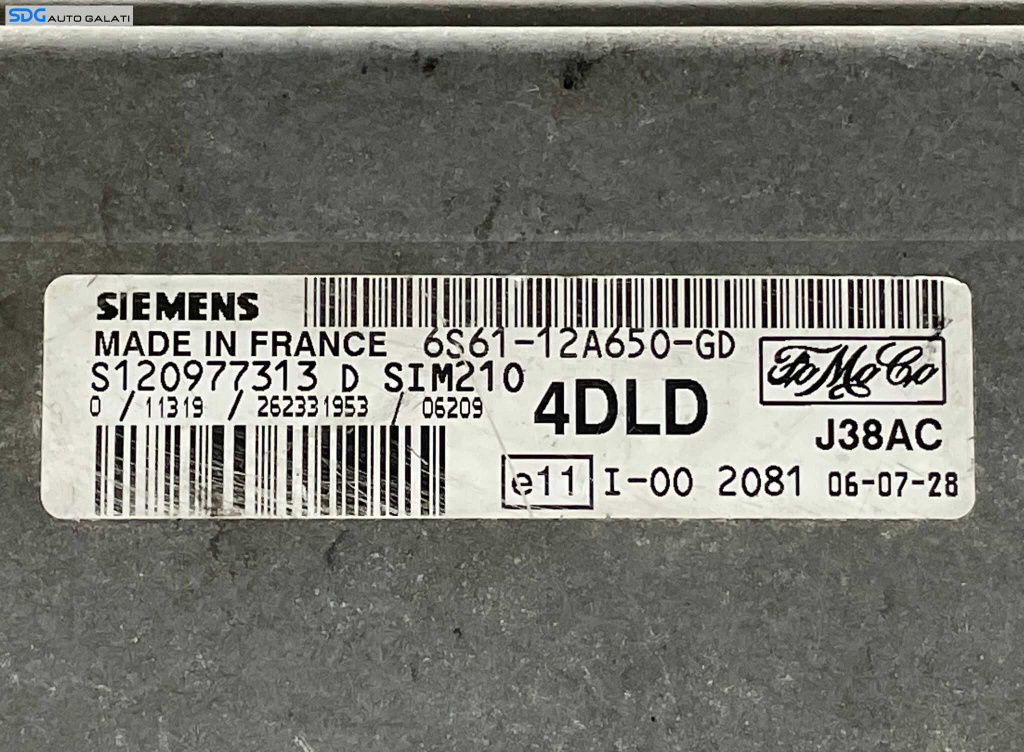 SDG AUTO GALATI
SIEMENS
MADE IN FRANCE 6S61-12A650-GD
S120977313 D SIM210
FoMoCo
0 / 11319 / 262331953 / 06209
4DLD
J38AC
e11 I-00 2081 06-07-28